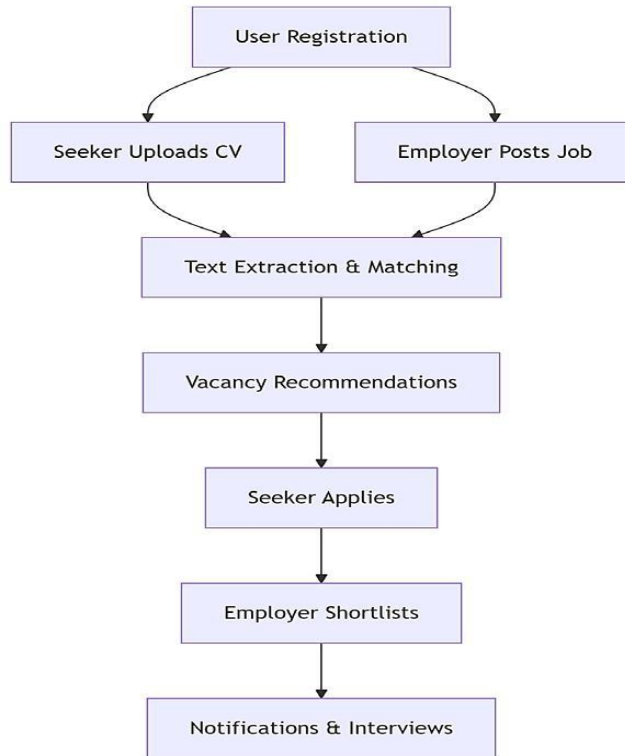 User Registration
Seeker Uploads CV
Employer Posts Job
Text Extraction & Matching
Vacancy Recommendations
Seeker Applies
Employer Shortlists
Notifications & Interviews